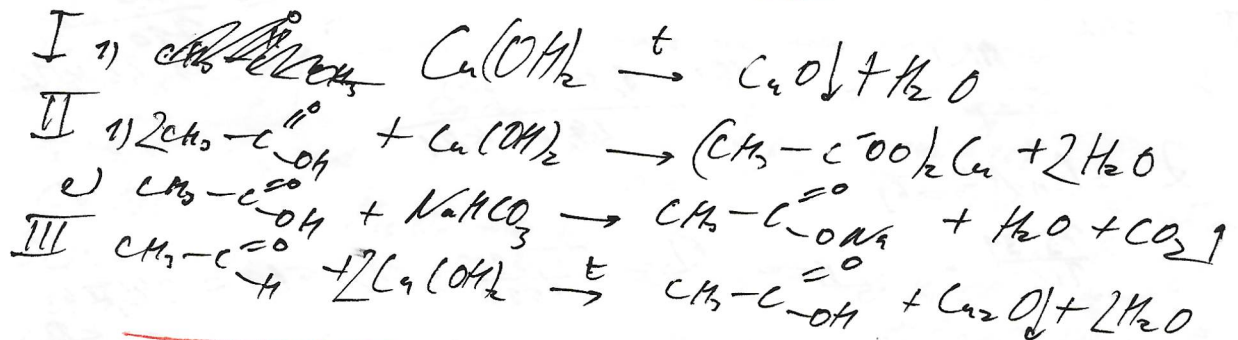 I 1) Cu(OH)₂ →t CuO↓ + H₂O
II 1) 2CH₃-C(=O)-OH + Cu(OH)₂ → (CH₃-COO)₂Cu + 2H₂O
2) CH₃-C(=O)-OH + NaHCO₃ → CH₃-C(=O)-ONa + H₂O + CO₂↑
III CH₃-C(=O)-H + 2Cu(OH)₂ →t CH₃-C(=O)-OH + Cu₂O↓ + 2H₂O